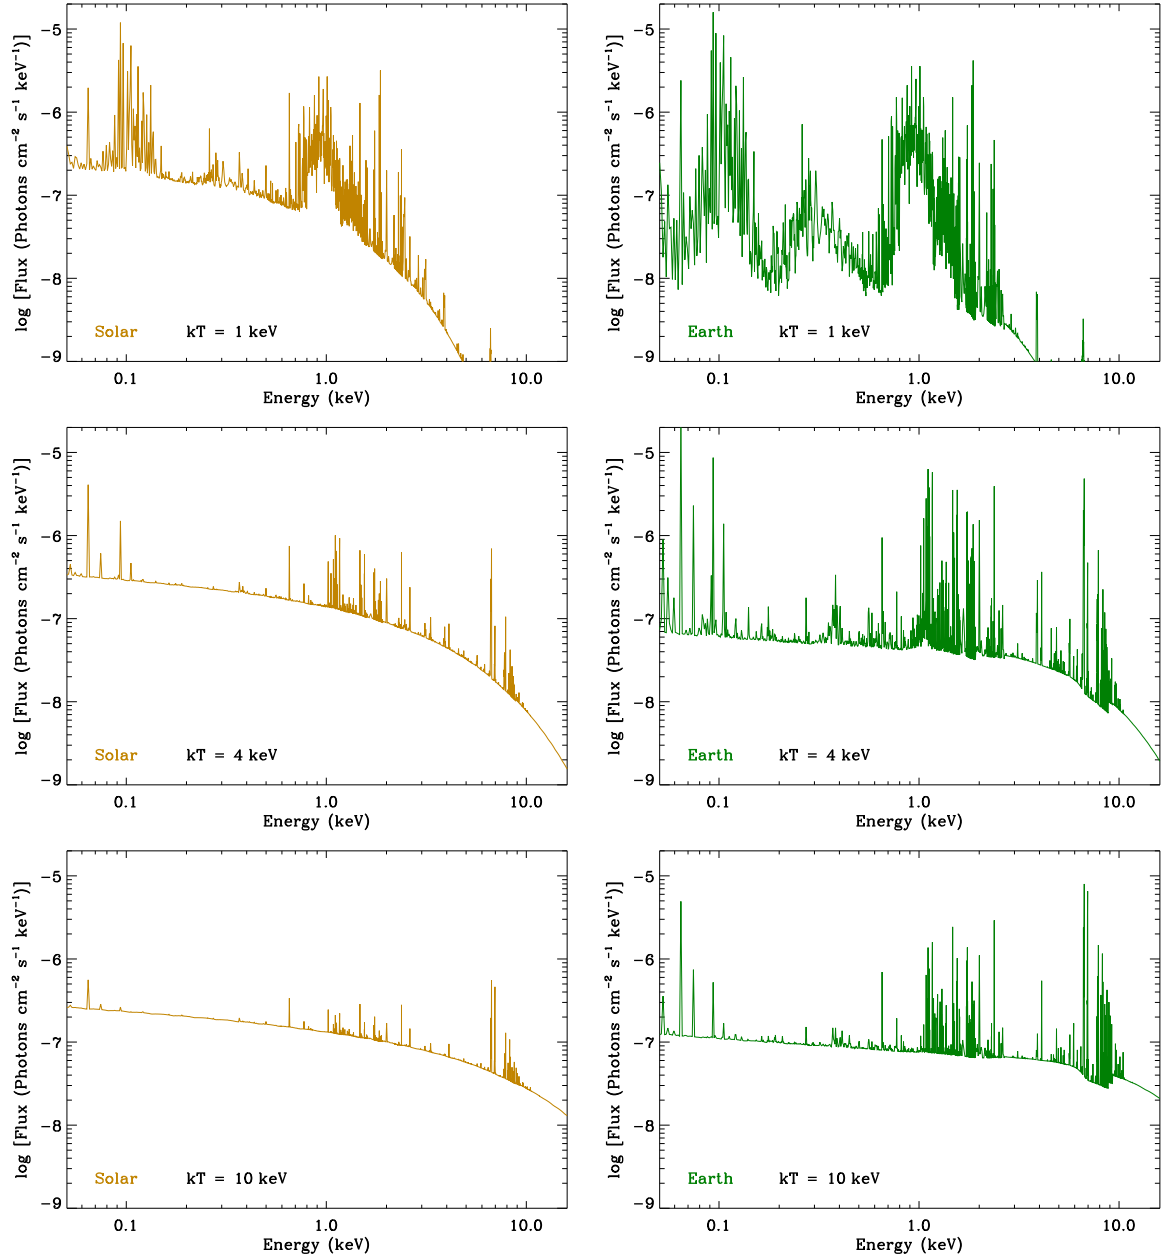 log [Flux (Photons cm⁻² s⁻¹ keV⁻¹)]
-5
-6
-7
-8
-9
Solar kT = 1 keV
0.1 1.0 10.0
Energy (keV)
log [Flux (Photons cm⁻² s⁻¹ keV⁻¹)]
-5
-6
-7
-8
-9
Earth kT = 1 keV
0.1 1.0 10.0
Energy (keV)
log [Flux (Photons cm⁻² s⁻¹ keV⁻¹)]
-5
-6
-7
-8
-9
Solar kT = 4 keV
0.1 1.0 10.0
Energy (keV)
log [Flux (Photons cm⁻² s⁻¹ keV⁻¹)]
-5
-6
-7
-8
-9
Earth kT = 4 keV
0.1 1.0 10.0
Energy (keV)
log [Flux (Photons cm⁻² s⁻¹ keV⁻¹)]
-5
-6
-7
-8
-9
Solar kT = 10 keV
0.1 1.0 10.0
Energy (keV)
log [Flux (Photons cm⁻² s⁻¹ keV⁻¹)]
-5
-6
-7
-8
-9
Earth kT = 10 keV
0.1 1.0 10.0
Energy (keV)